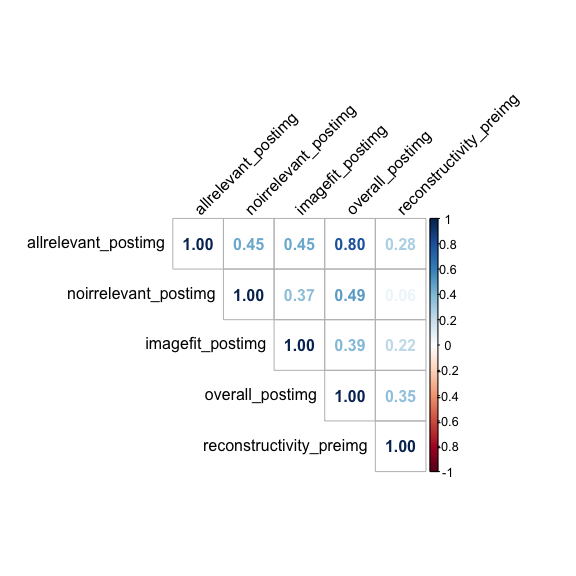 allrelevant_postimg
noirrelevant_postimg
imagefit_postimg
overall_postimg
reconstructivity_preimg
allrelevant_postimg 1.00 0.45 0.45 0.80 0.28
noirrelevant_postimg 1.00 0.37 0.49 0.06
imagefit_postimg 1.00 0.39 0.22
overall_postimg 1.00 0.35
reconstructivity_preimg 1.00
1
0.8
0.6
0.4
0.2
0
-0.2
-0.4
-0.6
-0.8
-1